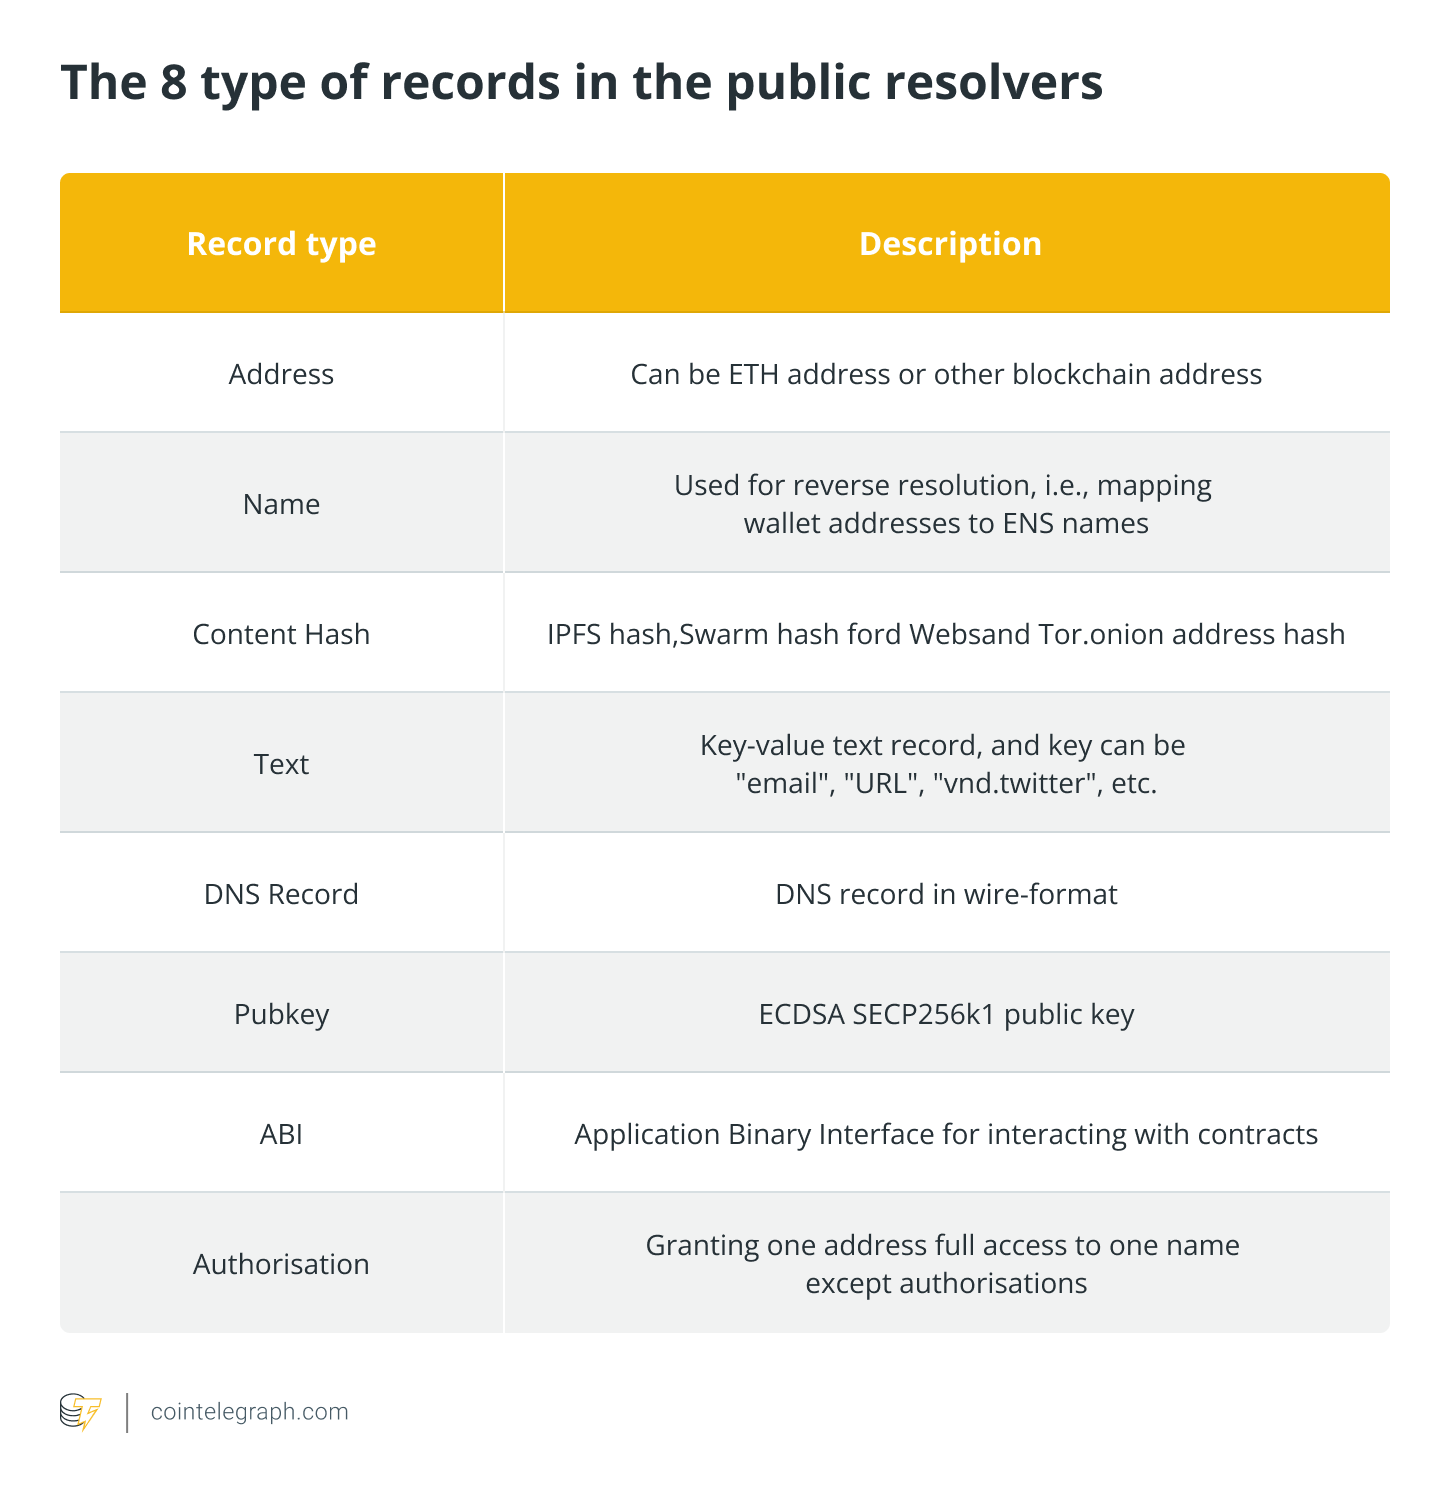 The 8 type of records in the public resolvers
Record type
Description
Address
Can be ETH address or other blockchain address
Name
Used for reverse resolution, i.e., mapping
wallet addresses to ENS names
Content Hash
IPFS hash,Swarm hash ford Websand Tor.onion address hash
Text
Key-value text record, and key can be
"email", "URL", "vnd.twitter", etc.
DNS Record
DNS record in wire-format
Pubkey
ECDSA SECP256k1 public key
ABI
Application Binary Interface for interacting with contracts
Authorisation
Granting one address full access to one name
except authorisations
cointelegraph.com